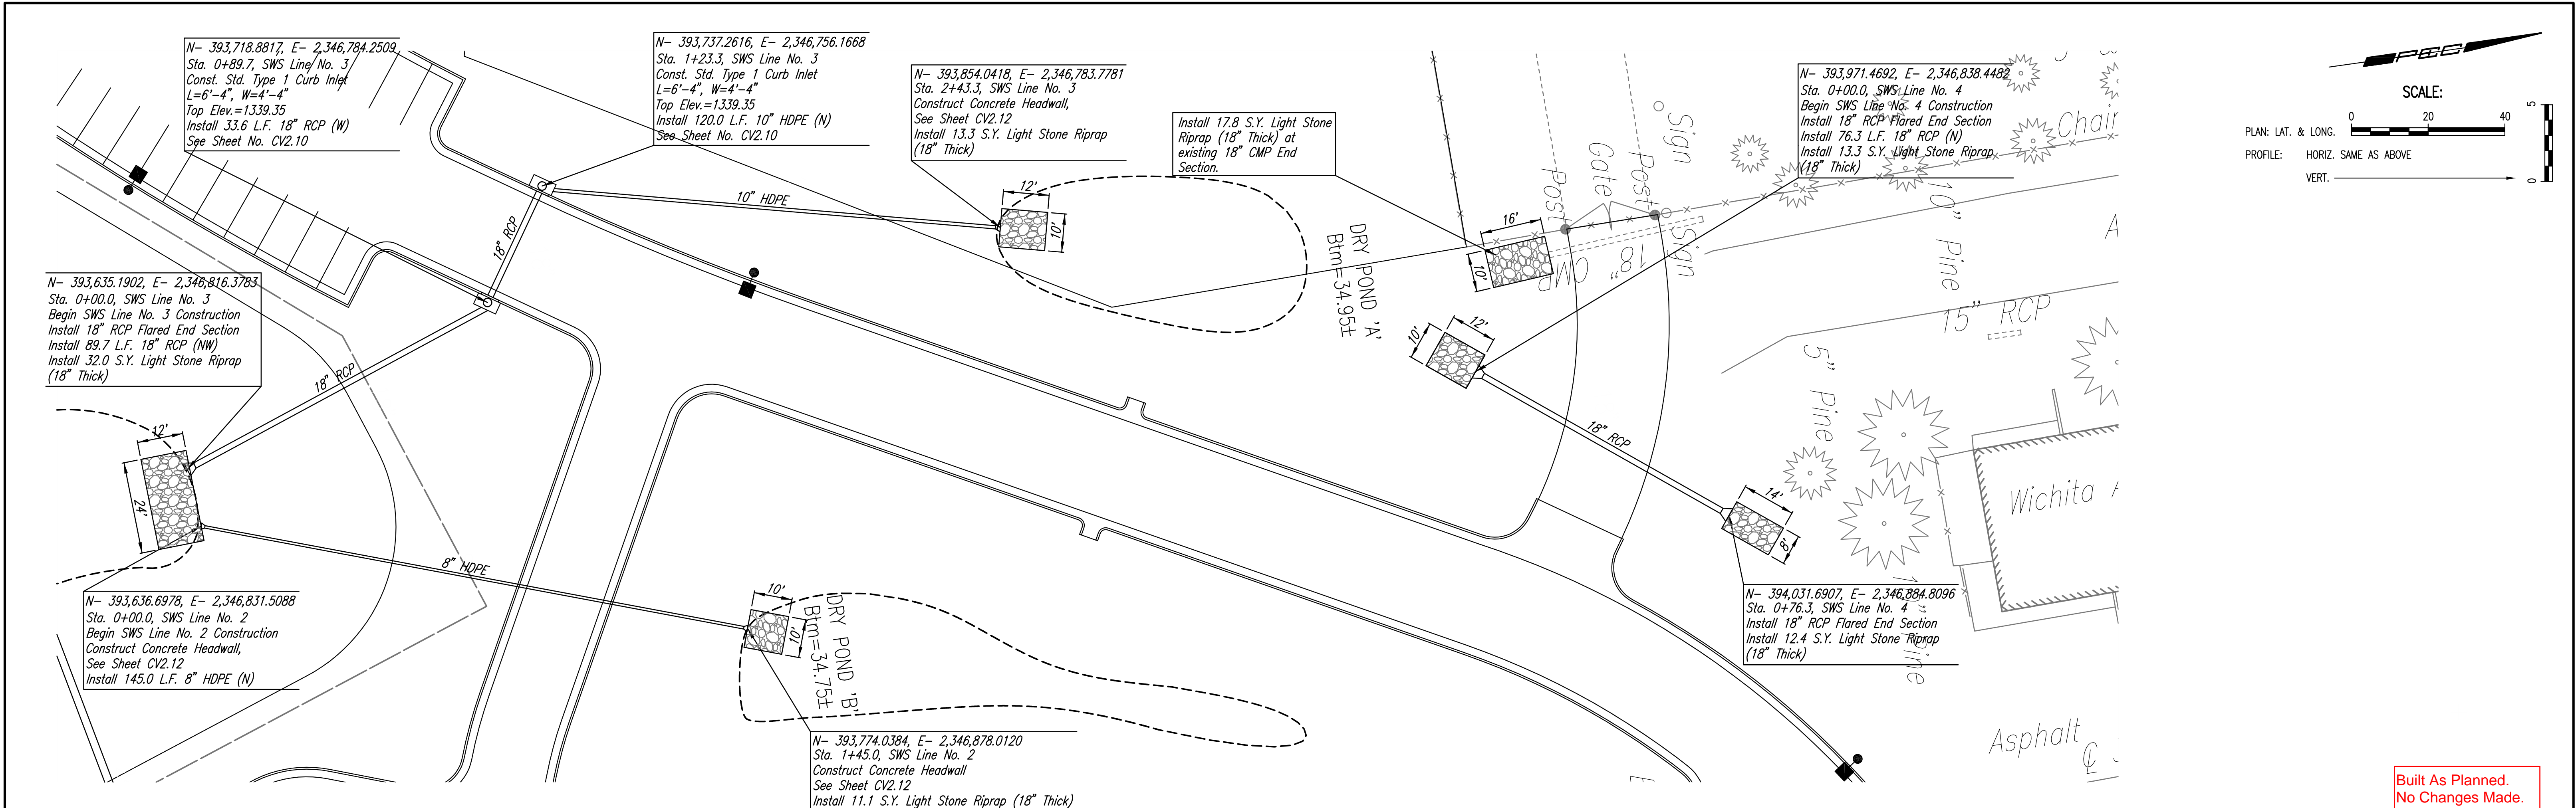 N- 393,718.8817, E- 2,346,784.2509
Sta. 0+89.7, SWS Line No. 3
Const. Std. Type 1 Curb Inlet
L=6'-4", W=4'-4"
Top Elev.=1339.35
Install 33.6 L.F. 18" RCP (W)
See Sheet No. CV2.10
N- 393,737.2616, E- 2,346,756.1668
Sta. 1+23.3, SWS Line No. 3
Const. Std. Type 1 Curb Inlet
L=6'-4", W=4'-4"
Top Elev.=1339.35
Install 120.0 L.F. 10" HDPE (N)
See Sheet No. CV2.10
N- 393,854.0418, E- 2,346,783.7781
Sta. 2+43.3, SWS Line No. 3
Construct Concrete Headwall,
See Sheet CV2.12
Install 13.3 S.Y. Light Stone Riprap
(18" Thick)
Install 17.8 S.Y. Light Stone
Riprap (18" Thick) at
existing 18" CMP End
Section.
N- 393,971.4692, E- 2,346,838.4482
Sta. 0+00.0, SWS Line No. 4
Begin SWS Line No. 4 Construction
Install 18" RCP Flared End Section
Install 76.3 L.F. 18" RCP (N)
Install 13.3 S.Y. Light Stone Riprap
(18" Thick)
PEC
SCALE:
PLAN: LAT. & LONG.
0 20 40
PROFILE: HORIZ. SAME AS ABOVE
VERT.
5
0
Sign
Post
Gate
Post
Sign
Chain
10" Pine
A
18" CMP
16'
10'
12'
10'
10" HDPE
18" RCP
DRY POND 'A'
Btm=34.95±
15" RCP
5" Pine
12'
10'
18" RCP
14'
8'
Wichita A
N- 393,635.1902, E- 2,346,816.3783
Sta. 0+00.0, SWS Line No. 3
Begin SWS Line No. 3 Construction
Install 18" RCP Flared End Section
Install 89.7 L.F. 18" RCP (NW)
Install 32.0 S.Y. Light Stone Riprap
(18" Thick)
18" RCP
12'
24'
8" HDPE
N- 393,636.6978, E- 2,346,831.5088
Sta. 0+00.0, SWS Line No. 2
Begin SWS Line No. 2 Construction
Construct Concrete Headwall,
See Sheet CV2.12
Install 145.0 L.F. 8" HDPE (N)
10'
10'
DRY POND 'B'
Btm=34.75±
N- 393,774.0384, E- 2,346,878.0120
Sta. 1+45.0, SWS Line No. 2
Construct Concrete Headwall
See Sheet CV2.12
Install 11.1 S.Y. Light Stone Riprap (18" Thick)
N- 394,031.6907, E- 2,346,884.8096
Sta. 0+76.3, SWS Line No. 4
Install 18" RCP Flared End Section
Install 12.4 S.Y. Light Stone Riprap
(18" Thick)
Pine
Asphalt
℄
E
Built As Planned.
No Changes Made.